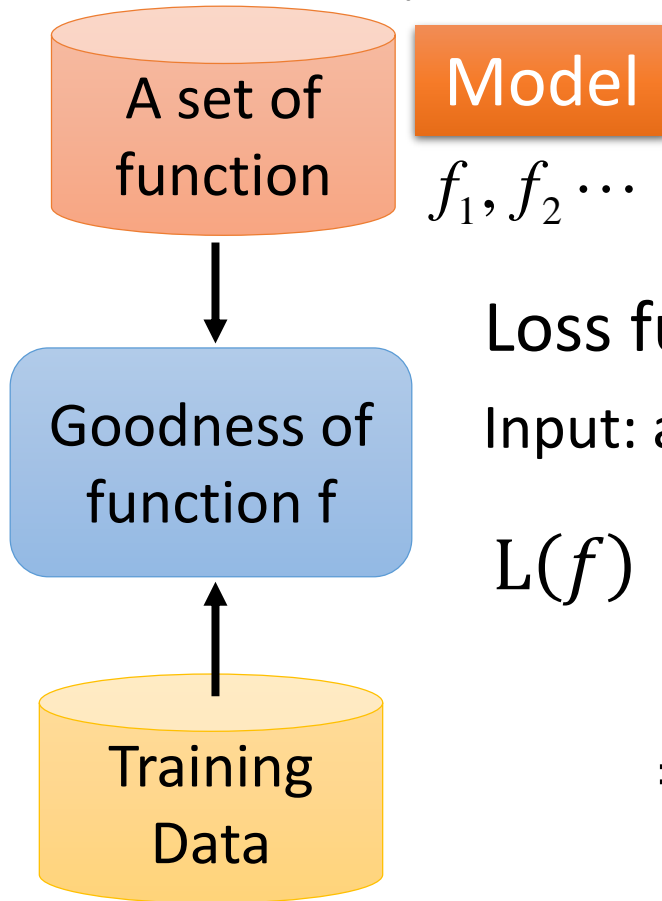 A set of
function
Model
f₁, f₂ ⋯
Loss fu
Goodness of
function f
Input: a
L(f)
Training
Data
=